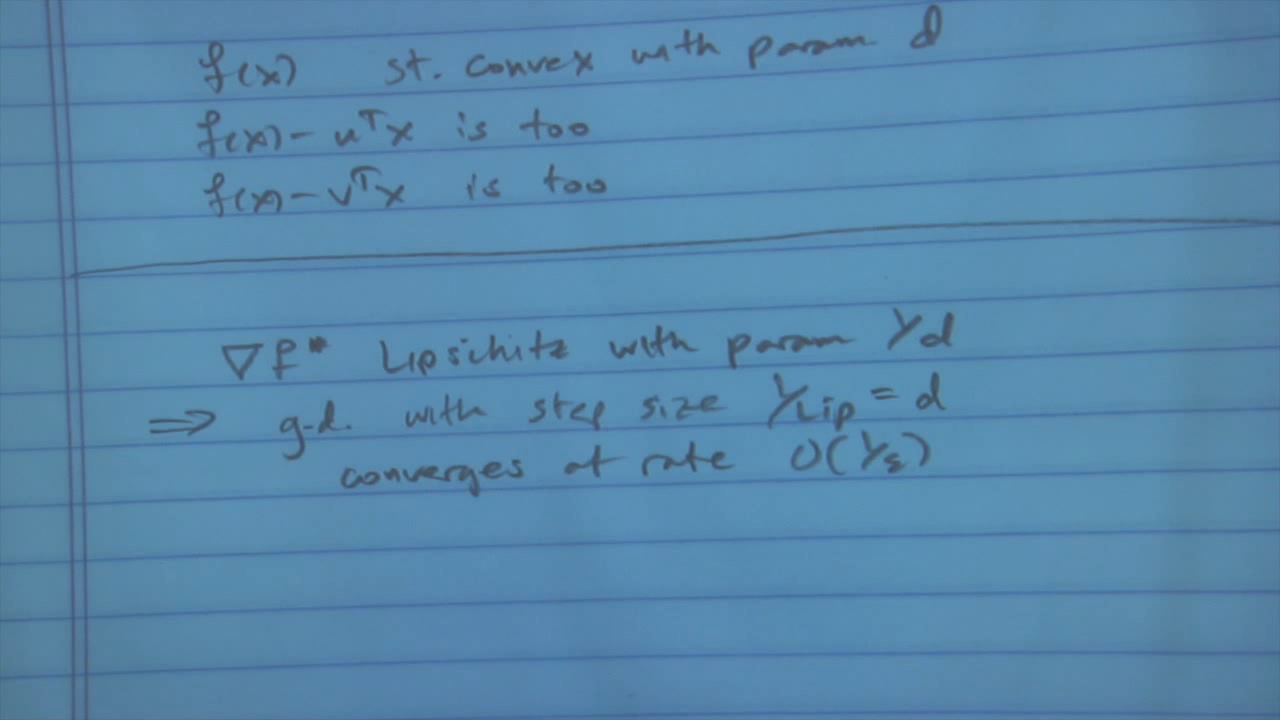 f(x) st. convex with param d
f(x) - uᵀx is too
f(x) - vᵀx is too
∇f* Lipschitz with param 1/d
⇒ g.d. with step size 1/Lip = d
converges at rate O(1/ε)